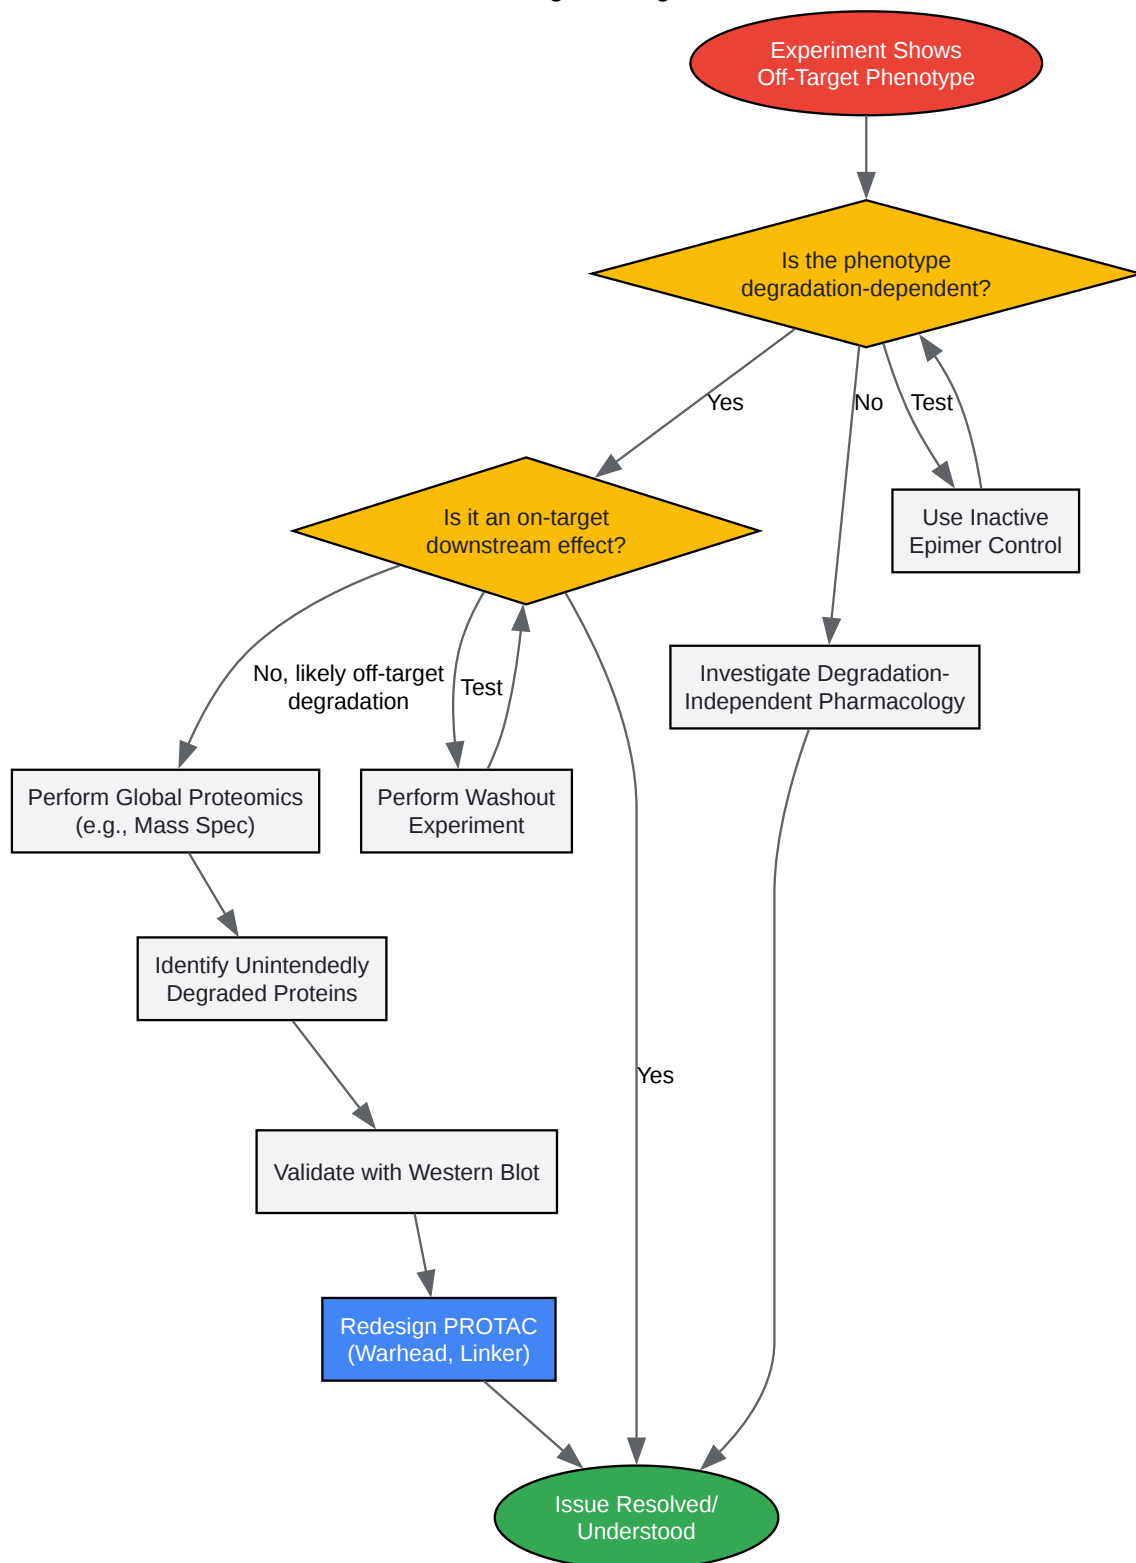 Experiment Shows
Off-Target Phenotype
Is the phenotype
degradation-dependent?
Yes
No
Test
Is it an on-target
downstream effect?
Use Inactive
Epimer Control
No, likely off-target
degradation
Test
Investigate Degradation-
Independent Pharmacology
Perform Global Proteomics
(e.g., Mass Spec)
Perform Washout
Experiment
Identify Unintendedly
Degraded Proteins
Yes
Validate with Western Blot
Redesign PROTAC
(Warhead, Linker)
Issue Resolved/
Understood